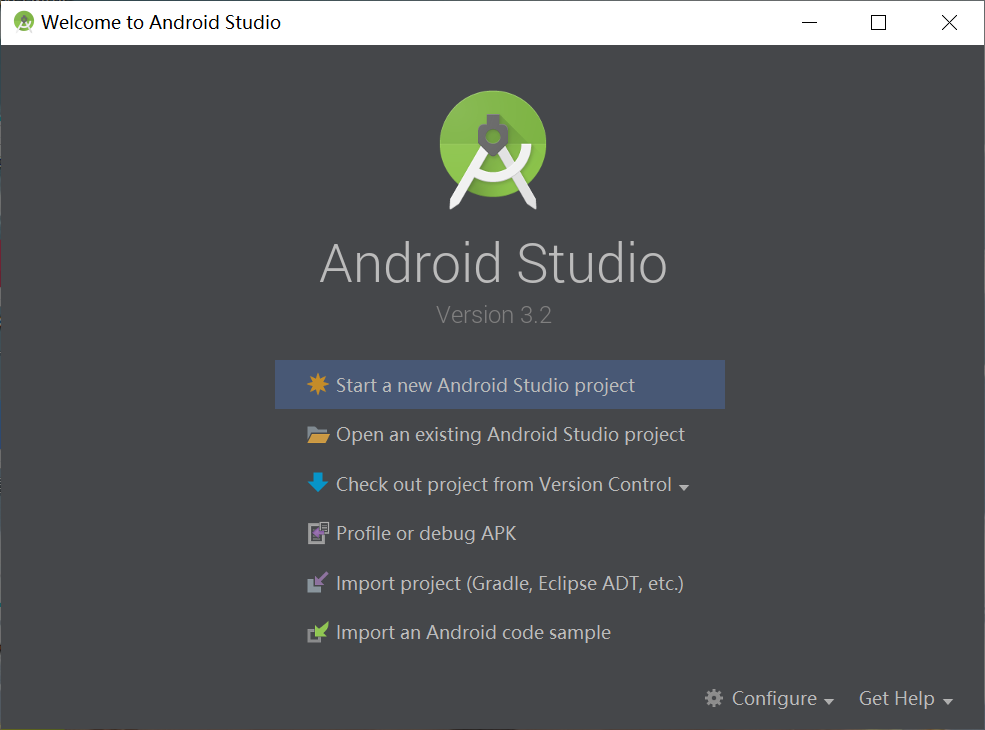 Welcome to Android Studio
Android Studio
Version 3.2
Start a new Android Studio project
Open an existing Android Studio project
Check out project from Version Control
Profile or debug APK
Import project (Gradle, Eclipse ADT, etc.)
Import an Android code sample
Configure Get Help